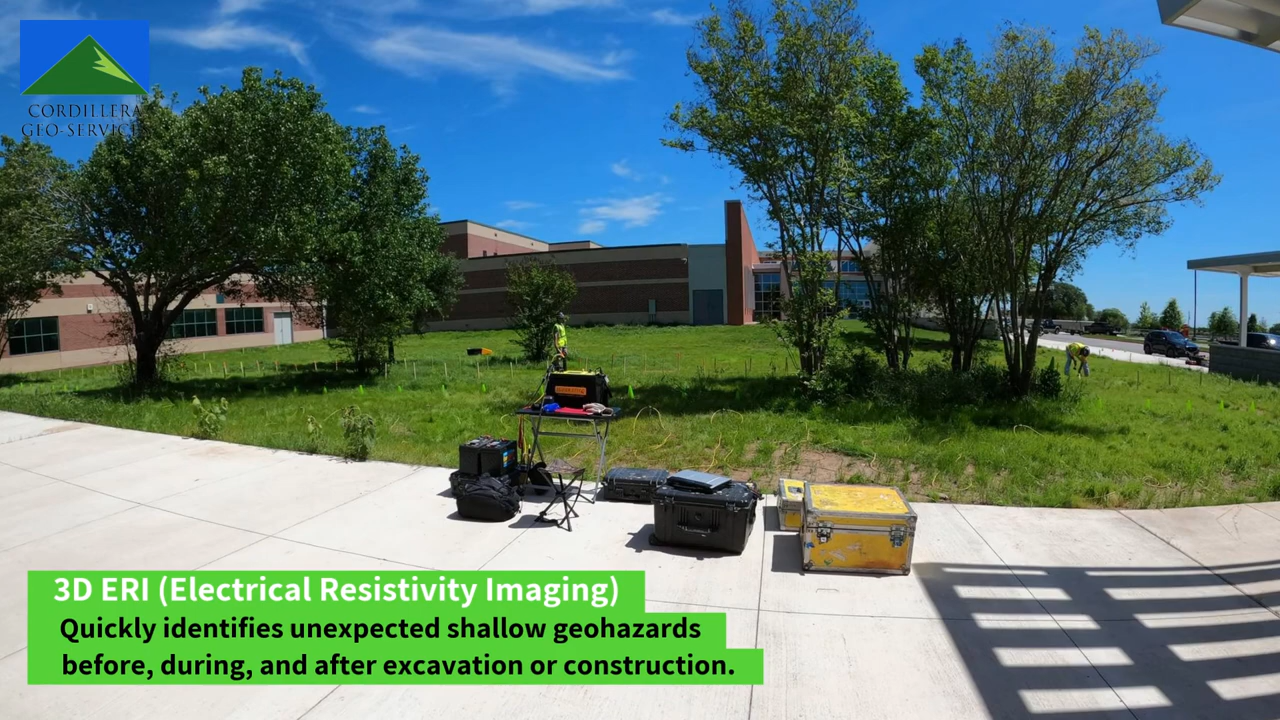 CORDILLERA
GEO-SERVICES
3D ERI (Electrical Resistivity Imaging)
Quickly identifies unexpected shallow geohazards
before, during, and after excavation or construction.